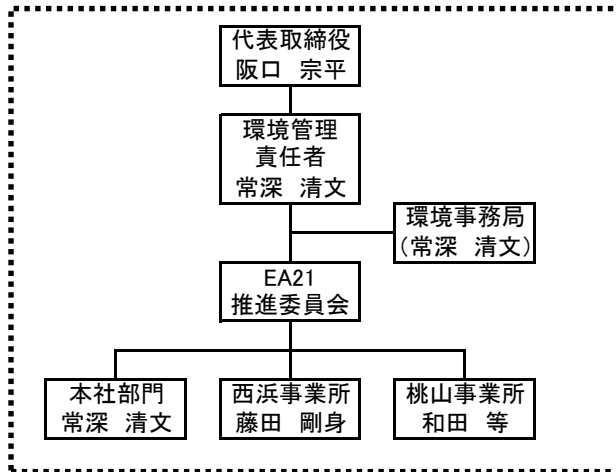 代表取締役
阪口　宗平
環境管理
責任者
常深　清文
環境事務局
(常深　清文)
EA21
推進委員会
本社部門
常深　清文
西浜事業所
藤田　剛身
桃山事業所
和田　等